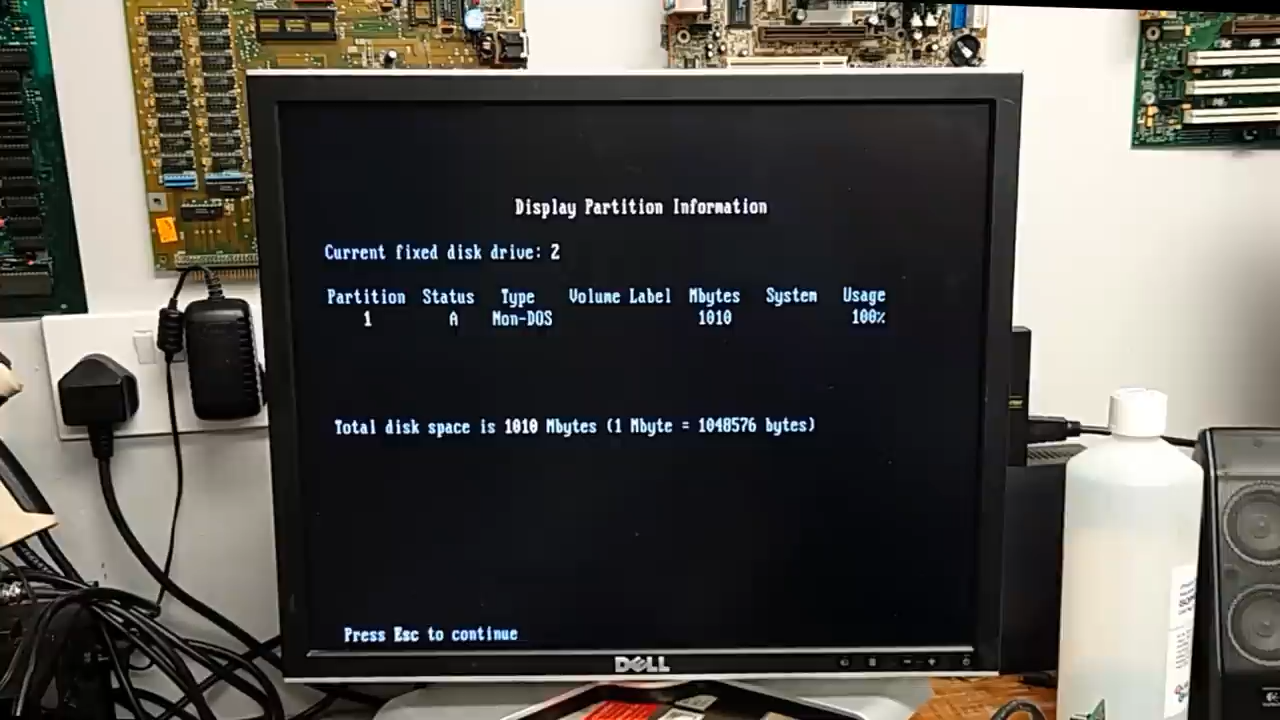 Display Partition Information
Current fixed disk drive: 2
Partition Status Type Volume Label Mbytes System Usage
1 A Non-DOS 1010 100%
Total disk space is 1010 Mbytes (1 Mbyte = 1048576 bytes)
Press Esc to continue
DELL